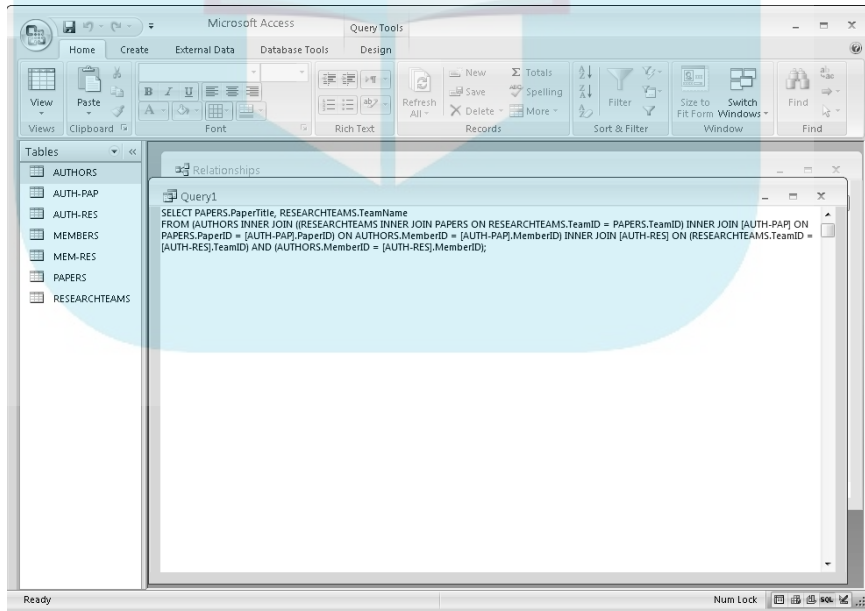 Microsoft Access
Query Tools
Home Create External Data Database Tools Design
View
Paste
B I U
A
ab
Refresh All
New
Save
Delete
Σ Totals
ABC Spelling
More
A Z
Z A
Filter
Size to Fit Form
Switch Windows
Find
Views
Clipboard
Font
Rich Text
Records
Sort & Filter
Window
Find
Tables
AUTHORS
AUTH-PAP
AUTH-RES
MEMBERS
MEM-RES
PAPERS
RESEARCHTEAMS
Relationships
Query1
SELECT PAPERS.PaperTitle, RESEARCHTEAMS.TeamName
FROM (AUTHORS INNER JOIN ((RESEARCHTEAMS INNER JOIN PAPERS ON RESEARCHTEAMS.TeamID = PAPERS.TeamID) INNER JOIN [AUTH-PAP] ON
PAPERS.PaperID = [AUTH-PAP].PaperID) ON AUTHORS.MemberID = [AUTH-PAP].MemberID) INNER JOIN [AUTH-RES] ON (RESEARCHTEAMS.TeamID =
[AUTH-RES].TeamID) AND (AUTHORS.MemberID = [AUTH-RES].MemberID);
Ready
Num Lock
SQL